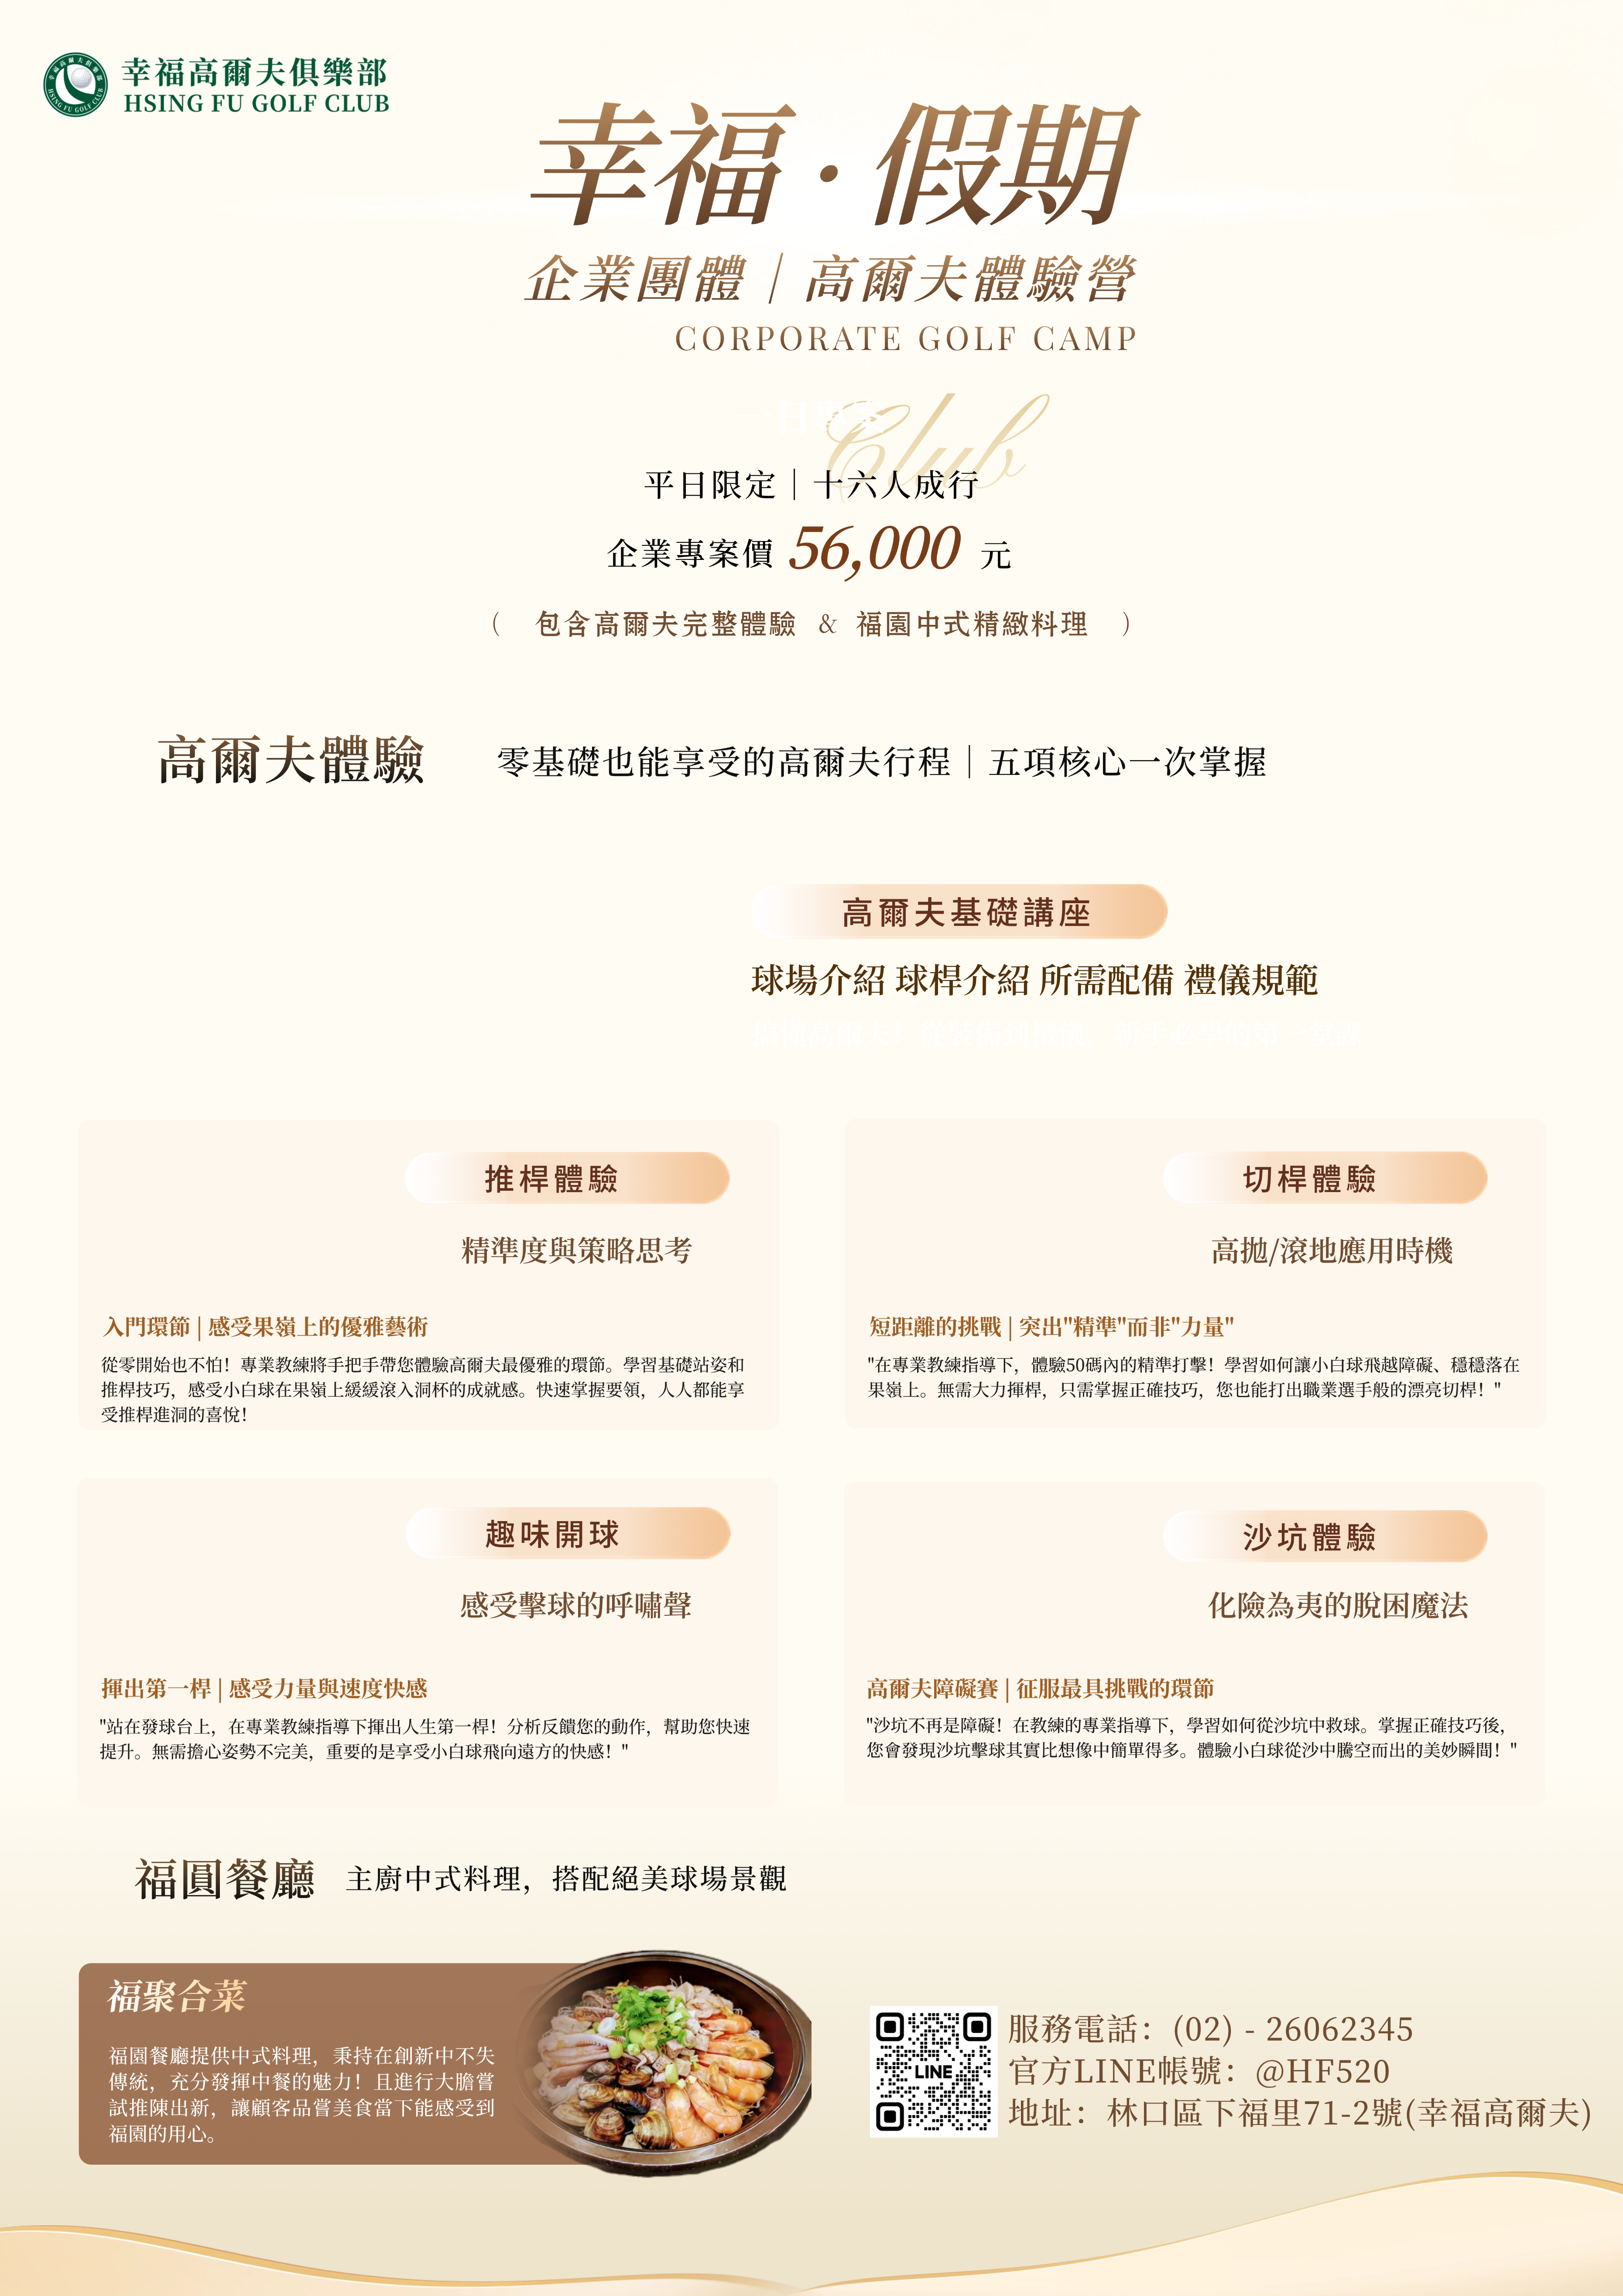 幸福高爾夫俱樂部
HSING FU GOLF CLUB
幸福·假期
企業團體｜高爾夫體驗營
CORPORATE GOLF CAMP
一日專案
Club
平日限定｜十六人成行
企業專案價 56,000 元
（ 包含高爾夫完整體驗 & 福園中式精緻料理 ）
高爾夫體驗 零基礎也能享受的高爾夫行程｜五項核心一次掌握
高爾夫基礎講座
球場介紹 球桿介紹 所需配備 禮儀規範
推桿體驗
精準度與策略思考
入門環節 | 感受果嶺上的優雅藝術
從零開始也不怕！專業教練將手把手帶您體驗高爾夫最優雅的環節。學習基礎站姿和
推桿技巧，感受小白球在果嶺上緩緩滾入洞杯的成就感。快速掌握要領，人人都能享
受推桿進洞的喜悅！
切桿體驗
高拋/滾地應用時機
短距離的挑戰 | 突出"精準"而非"力量"
"在專業教練指導下，體驗50碼內的精準打擊！學習如何讓小白球飛越障礙、穩穩落在
果嶺上。無需大力揮桿，只需掌握正確技巧，您也能打出職業選手般的漂亮切桿！"
趣味開球
感受擊球的呼嘯聲
揮出第一桿 | 感受力量與速度快感
"站在發球台上，在專業教練指導下揮出人生第一桿！分析反饋您的動作，幫助您快速
提升。無需擔心姿勢不完美，重要的是享受小白球飛向遠方的快感！"
沙坑體驗
化險為夷的脫困魔法
高爾夫障礙賽 | 征服最具挑戰的環節
"沙坑不再是障礙！在教練的專業指導下，學習如何從沙坑中救球。掌握正確技巧後，
您會發現沙坑擊球其實比想像中簡單得多。體驗小白球從沙中騰空而出的美妙瞬間！"
福圓餐廳 主廚中式料理，搭配絕美球場景觀
福聚合菜
福園餐廳提供中式料理，秉持在創新中不失
傳統，充分發揮中餐的魅力！且進行大膽嘗
試推陳出新，讓顧客品嘗美食當下能感受到
福園的用心。
LINE
服務電話：(02) - 26062345
官方LINE帳號：@HF520
地址：林口區下福里71-2號(幸福高爾夫)